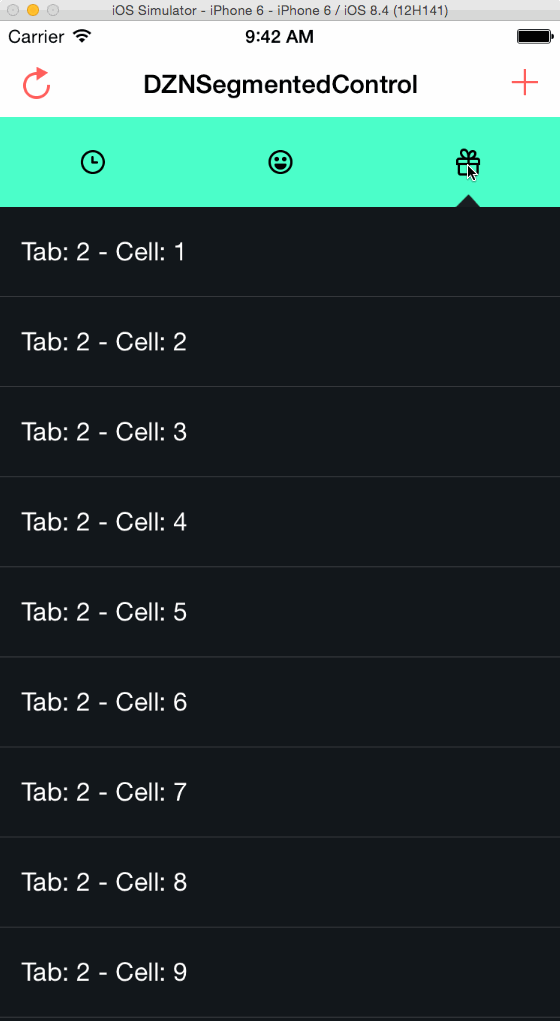 iOS Simulator - iPhone 6 - iPhone 6 / iOS 8.4 (12H141)
Carrier 9:42 AM
DZNSegmentedControl
Tab: 2 - Cell: 1
Tab: 2 - Cell: 2
Tab: 2 - Cell: 3
Tab: 2 - Cell: 4
Tab: 2 - Cell: 5
Tab: 2 - Cell: 6
Tab: 2 - Cell: 7
Tab: 2 - Cell: 8
Tab: 2 - Cell: 9